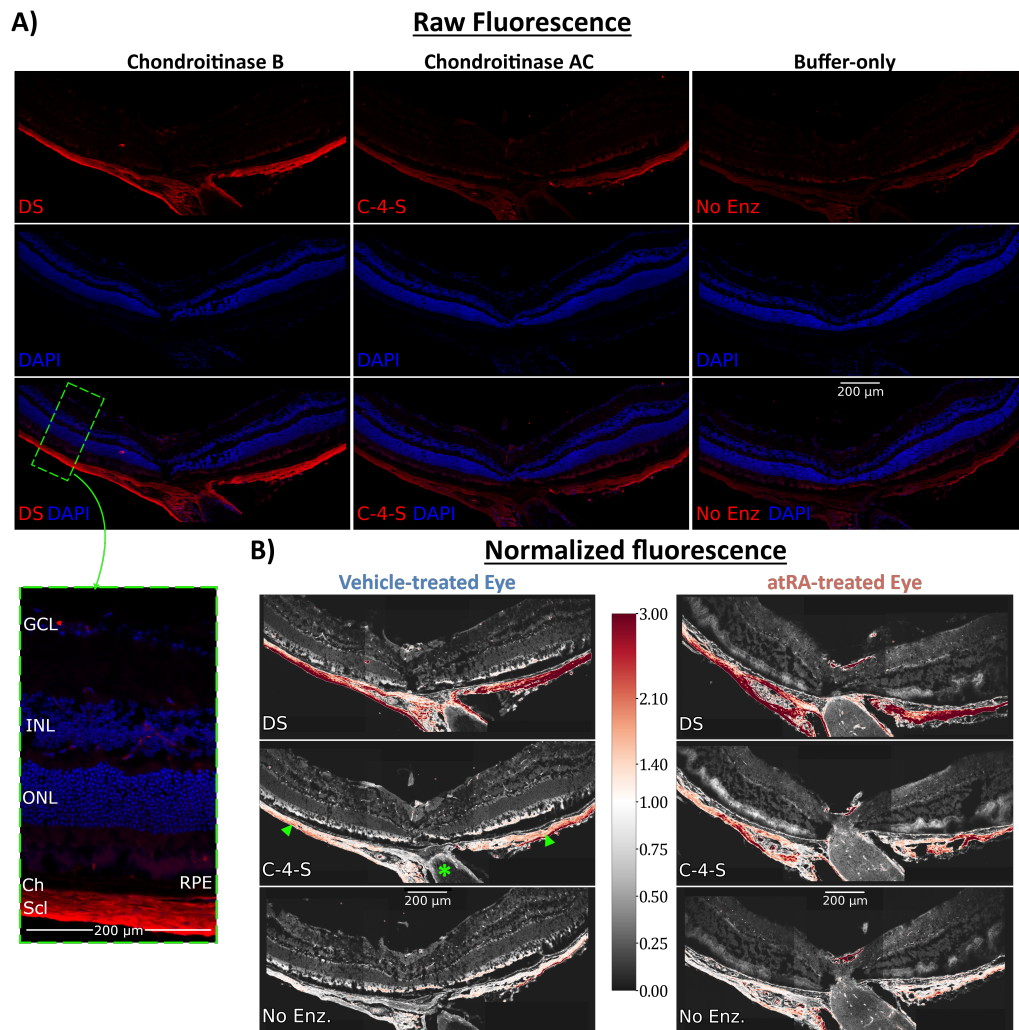 A)
Raw Fluorescence
Chondroitinase B
Chondroitinase AC
Buffer-only
DS
C-4-S
No Enz
DAPI
DAPI
DAPI
200 µm
DS DAPI
C-4-S DAPI
No Enz DAPI
B)
Normalized fluorescence
Vehicle-treated Eye
atRA-treated Eye
GCL
INL
ONL
Ch
RPE
Scl
200 µm
DS
C-4-S
*
200 µm
No Enz.
3.00
2.10
1.40
1.00
0.75
0.50
0.25
0.00
DS
C-4-S
200 µm
No Enz.